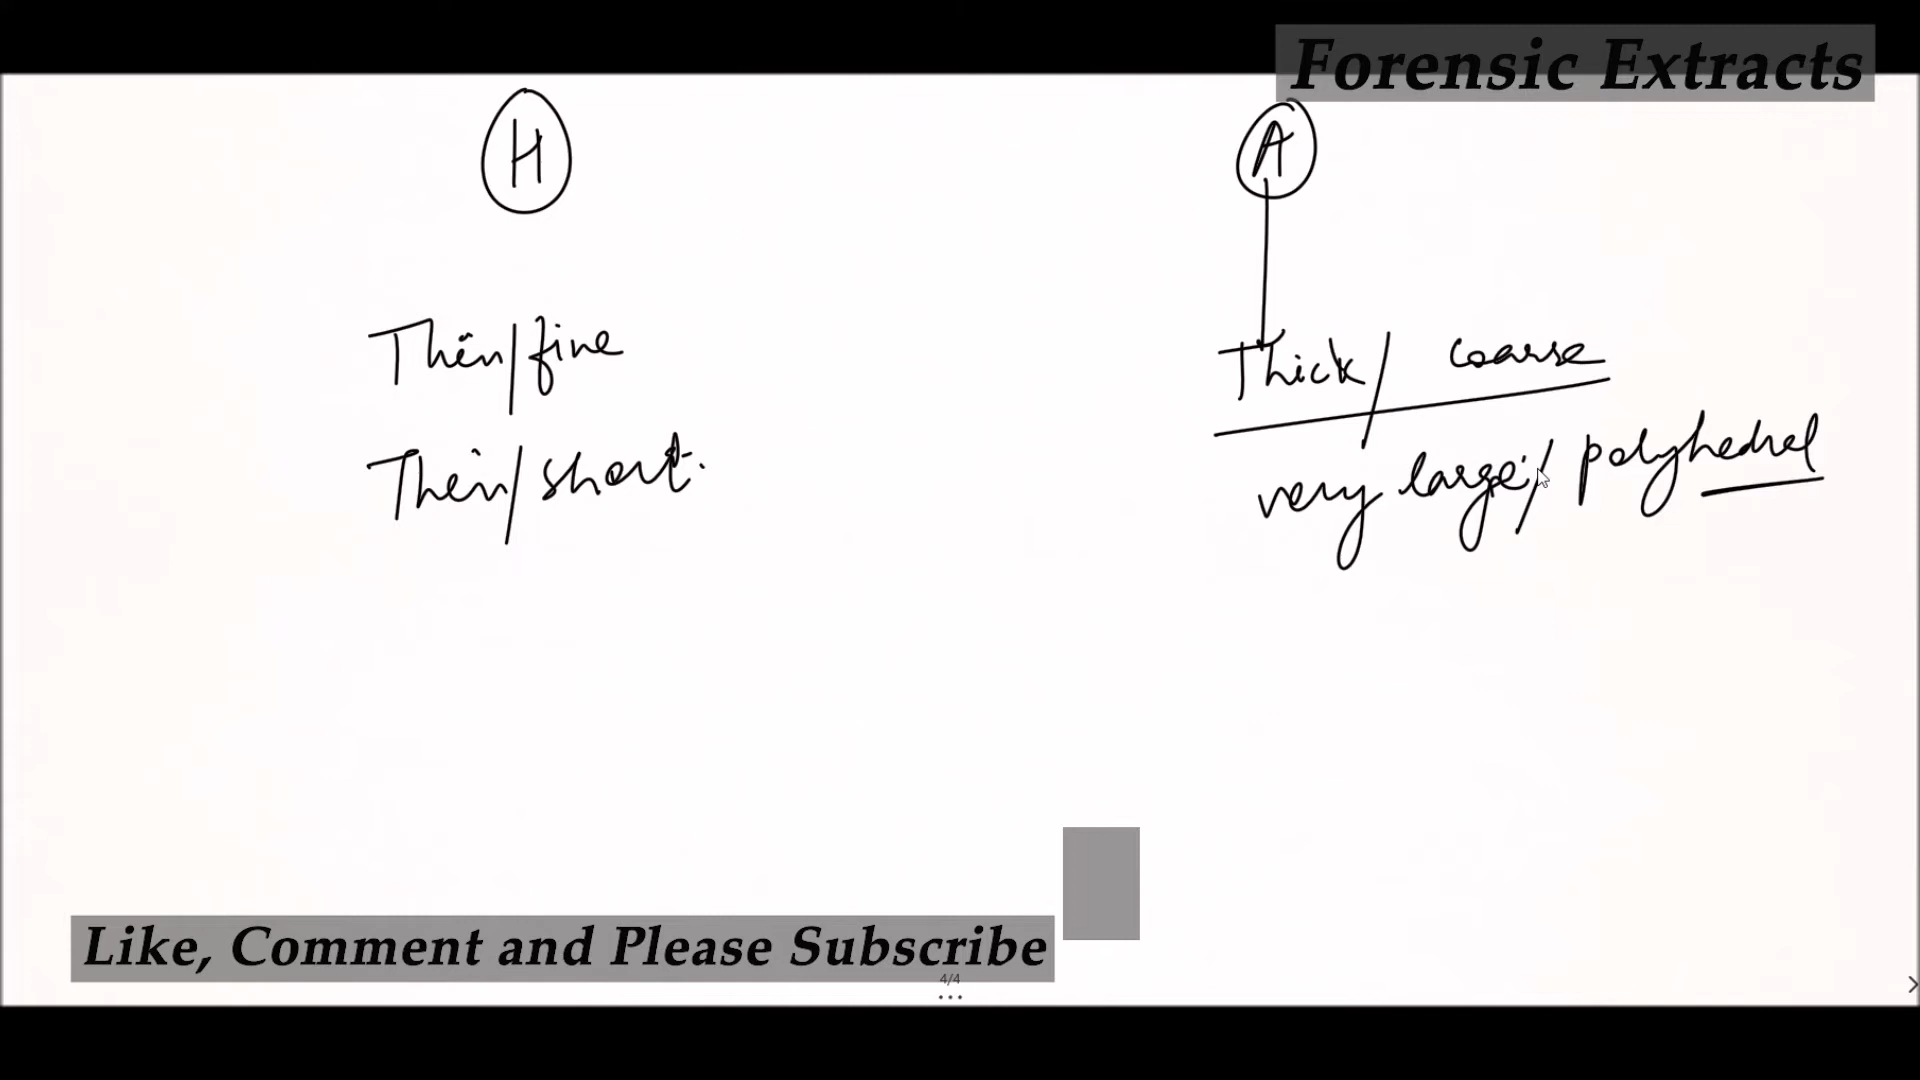 Forensic Extracts
H
A
Thin/fine
Thick/ coarse
Thin/short.
very large;/ polyhedral
Like, Comment and Please Subscribe
4/4